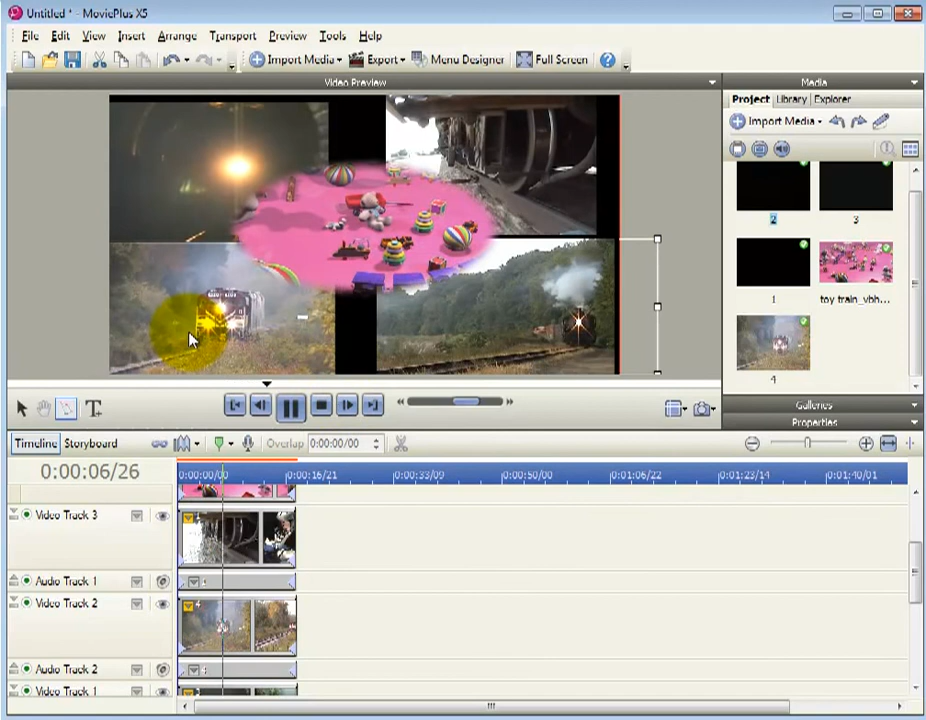 Untitled * - MoviePlus X5
File Edit View Insert Arrange Transport Preview Tools Help
Import Media Export Menu Designer Full Screen
Video Preview
Media
Project Library Explorer
Import Media
2 3
1 toy train_vbh...
4
T
Galleries
Properties
Timeline Storyboard Overlap 0:00:00/00
0:00:06/26
0:00:00/00 0:00:16/21 0:00:33/09 0:00:50/00 0:01:06/22 0:01:23/14 0:01:40/01
Video Track 3
Audio Track 1
Video Track 2
4
Audio Track 2
Video Track 1